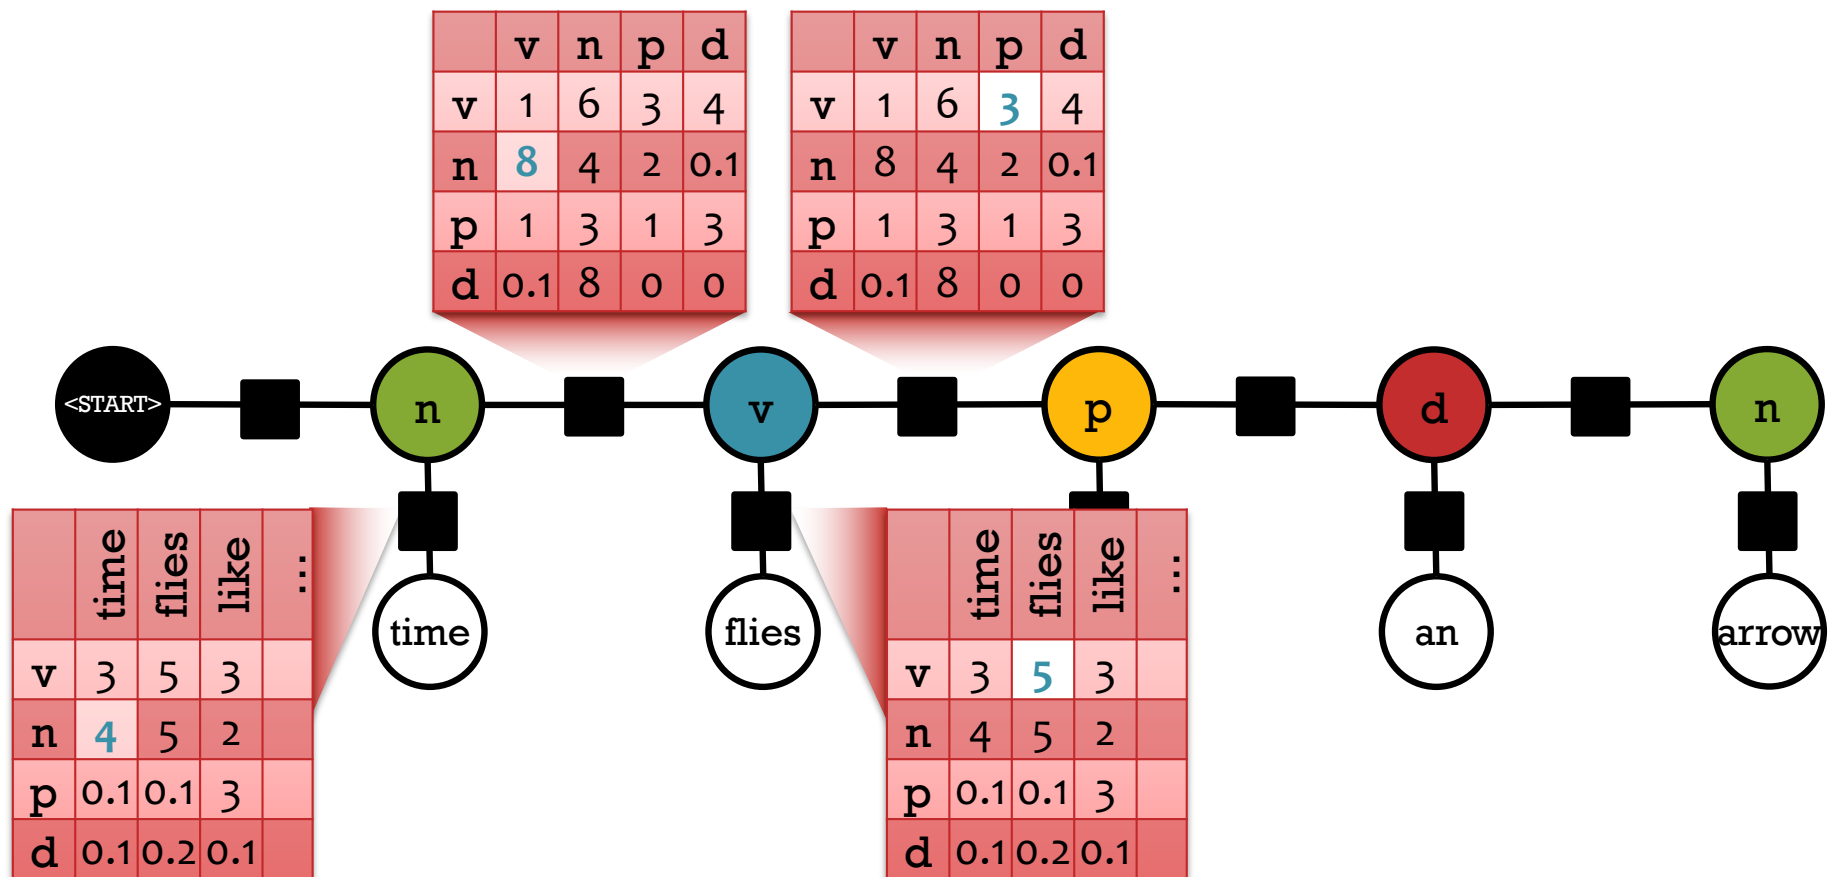 v n p d
v 1 6 3 4
n 8 4 2 0.1
p 1 3 1 3
d 0.1 8 0 0
v n p d
v 1 6 3 4
n 8 4 2 0.1
p 1 3 1 3
d 0.1 8 0 0
<START> n v p d n
time flies like ...
v 3 5 3
n 4 5 2
p 0.1 0.1 3
d 0.1 0.2 0.1
time flies
time flies like ...
v 3 5 3
n 4 5 2
p 0.1 0.1 3
d 0.1 0.2 0.1
an arrow